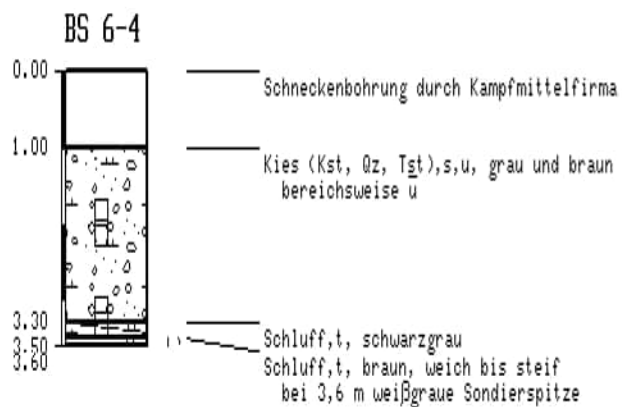 BS 6-4
0.00
Schneckenbohrung durch Kampfmittelfirma
1.00
Kies (Kst, Qz, Tst),s,u, grau und braun
bereichsweise u
3.30
Schluff,t, schwarzgrau
3.50
Schluff,t, braun, weich bis steif
3.60
bei 3,6 m weißgraue Sondierspitze